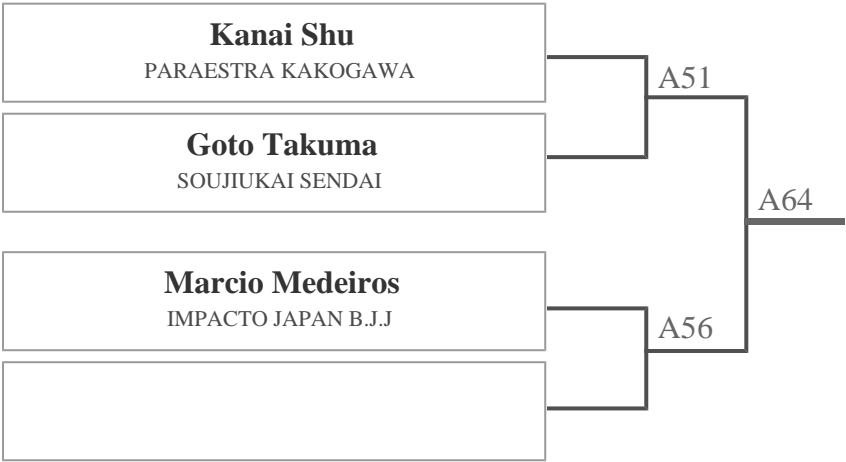 Kanai Shu
PARAESTRA KAKOGAWA
A51
Goto Takuma
SOUJIUKAI SENDAI
A64
Marcio Medeiros
IMPACTO JAPAN B.J.J
A56